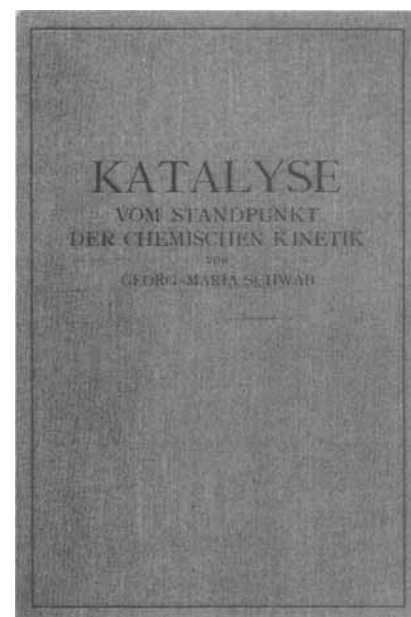 KATALYSE
VOM STANDPUNKT
DER CHEMISCHEN KINETIK
VON
GEORG-MARIA SCHWAB